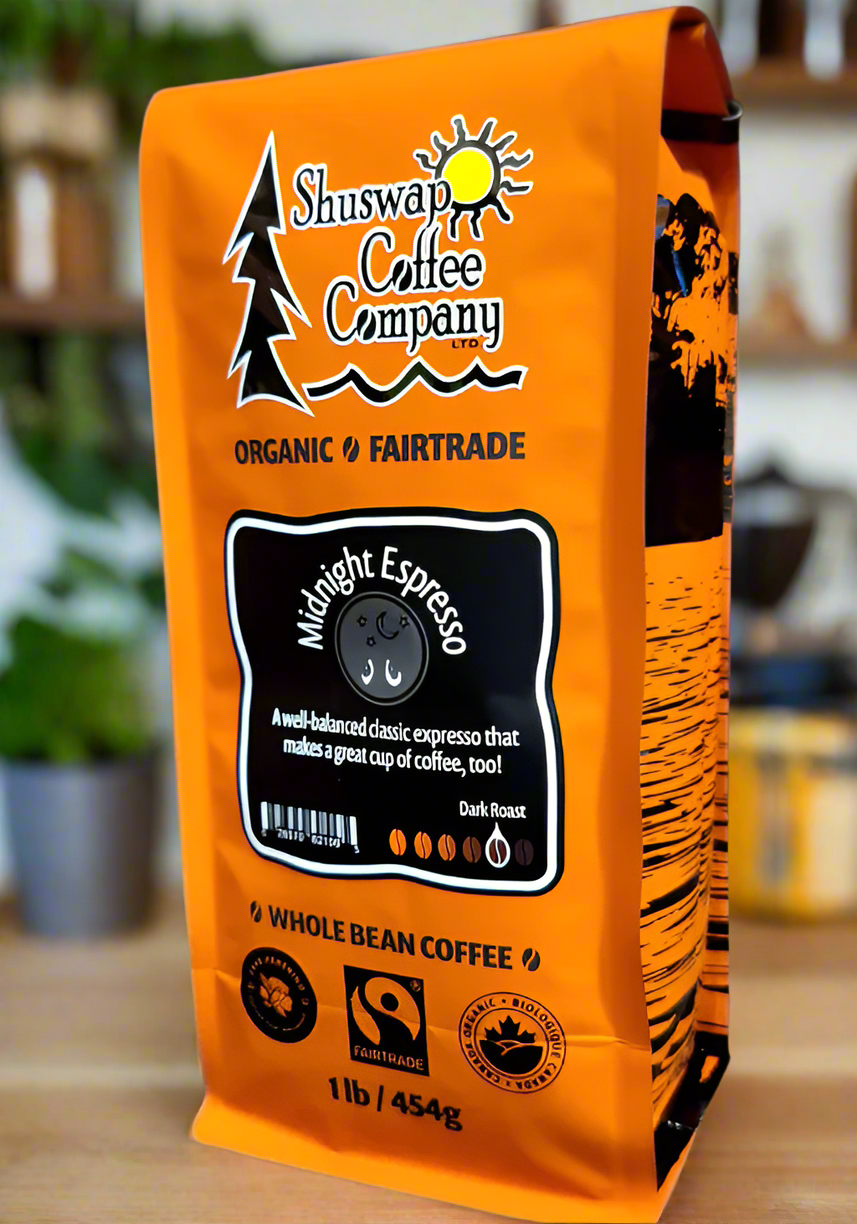 Shuswap
Coffee
Company
LTD
ORGANIC FAIRTRADE
Midnight Espresso
A well-balanced classic expresso that
makes a great cup of coffee, too!
Dark Roast
WHOLE BEAN COFFEE
FAIRTRADE
®
CANADA ORGANIC • BIOLOGIQUE CANADA •
1 lb / 454g